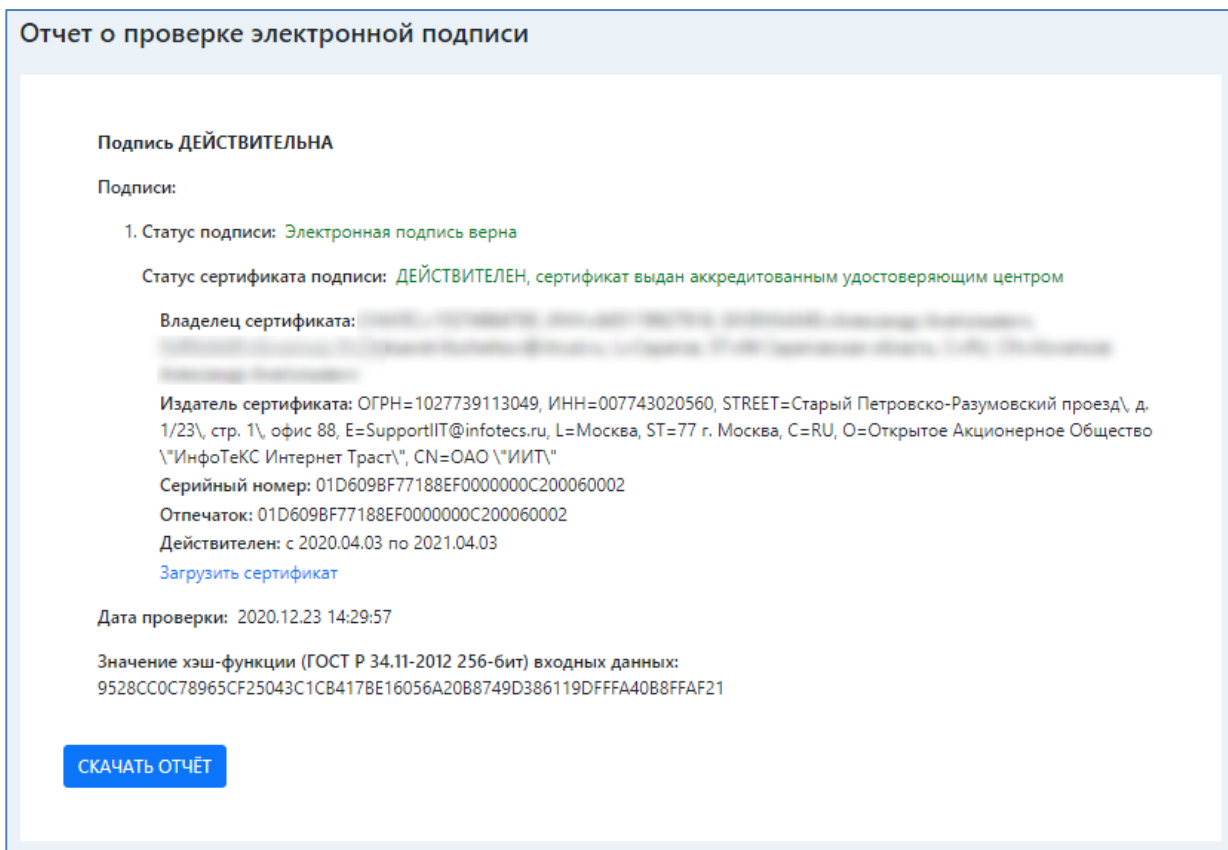 Отчет о проверке электронной подписи
Подпись ДЕЙСТВИТЕЛЬНА
Подписи:
1. Статус подписи: Электронная подпись верна
Статус сертификата подписи: ДЕЙСТВИТЕЛЕН, сертификат выдан аккредитованным удостоверяющим центром
Владелец сертификата:
Издатель сертификата: ОГРН=1027739113049, ИНН=007743020560, STREET=Старый Петровско-Разумовский проезд\, д.
1/23\, стр. 1\, офис 88, E=SupportIIT@infotecs.ru, L=Москва, ST=77 г. Москва, C=RU, O=Открытое Акционерное Общество
\"ИнфоТеКС Интернет Траст\", CN=ОАО \"ИИТ\"
Серийный номер: 01D609BF77188EF0000000C200060002
Отпечаток: 01D609BF77188EF0000000C200060002
Действителен: с 2020.04.03 по 2021.04.03
Загрузить сертификат
Дата проверки: 2020.12.23 14:29:57
Значение хэш-функции (ГОСТ Р 34.11-2012 256-бит) входных данных:
9528CC0C78965CF25043C1CB417BE16056A20B8749D386119DFFFA40B8FFAF21
СКАЧАТЬ ОТЧЁТ